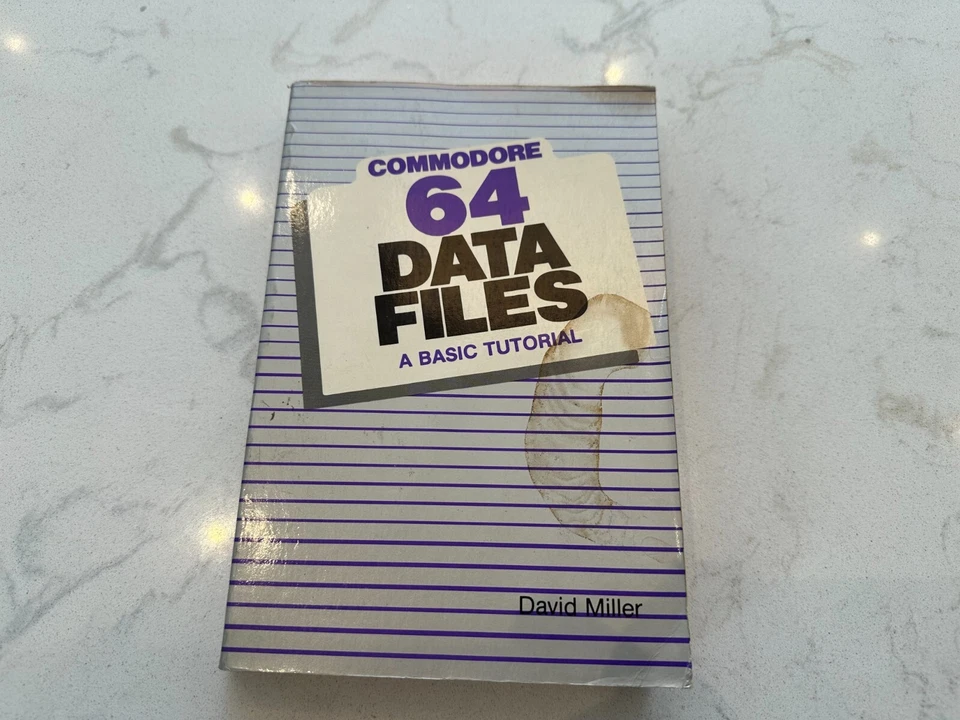 COMMODORE
64
DATA
FILES
A BASIC TUTORIAL
David Miller